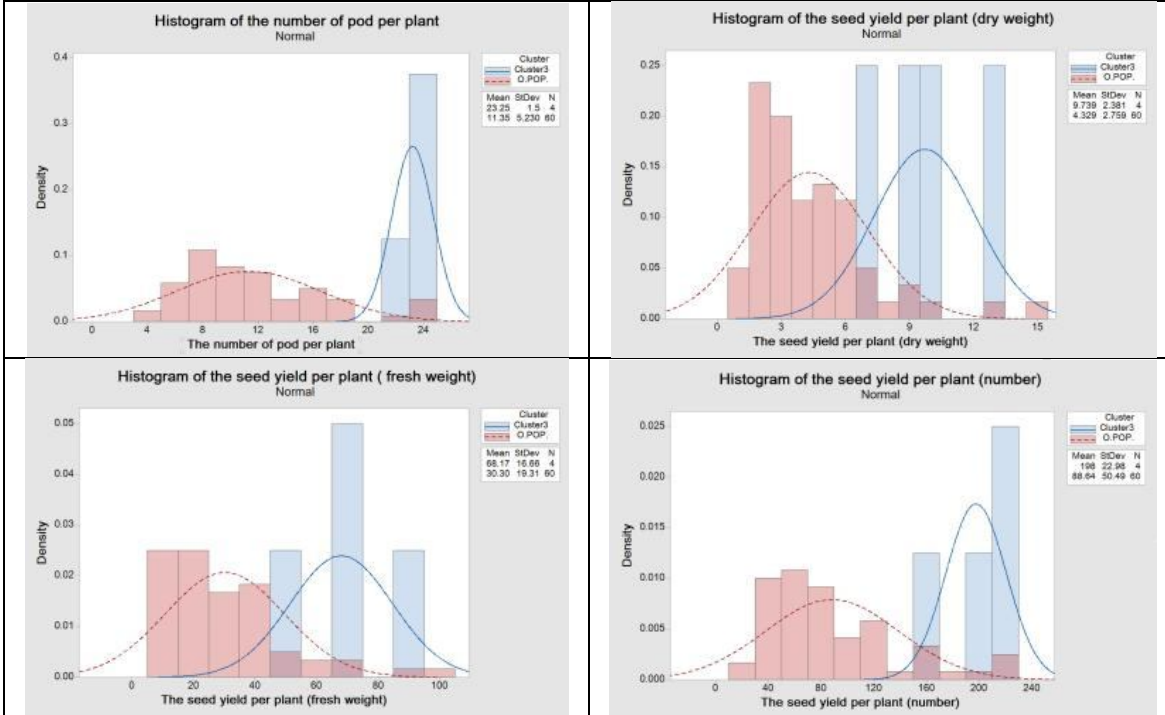 Histogram of the number of pod per plant
Normal
0.4
0.3
0.2
0.1
0.0
Density
0 4 8 12 16 20 24
The number of pod per plant
Cluster
Cluster3
O.POP.
Mean StDev N
23.25 1.5 4
11.35 5.230 60
Histogram of the seed yield per plant (dry weight)
Normal
0.25
0.20
0.15
0.10
0.05
0.00
Density
0 3 6 9 12 15
The seed yield per plant (dry weight)
Cluster
Cluster3
O.POP.
Mean StDev N
9.739 2.381 4
4.329 2.759 60
Histogram of the seed yield per plant ( fresh weight)
Normal
0.05
0.04
0.03
0.02
0.01
0.00
Density
0 20 40 60 80 100
The seed yield per plant (fresh weight)
Cluster
Cluster3
O.POP.
Mean StDev N
68.17 16.66 4
30.30 19.31 60
Histogram of the seed yield per plant (number)
Normal
0.025
0.020
0.015
0.010
0.005
0.000
Density
0 40 80 120 160 200 240
The seed yield per plant (number)
Cluster
Cluster3
O.POP.
Mean StDev N
198 22.98 4
88.64 50.49 60